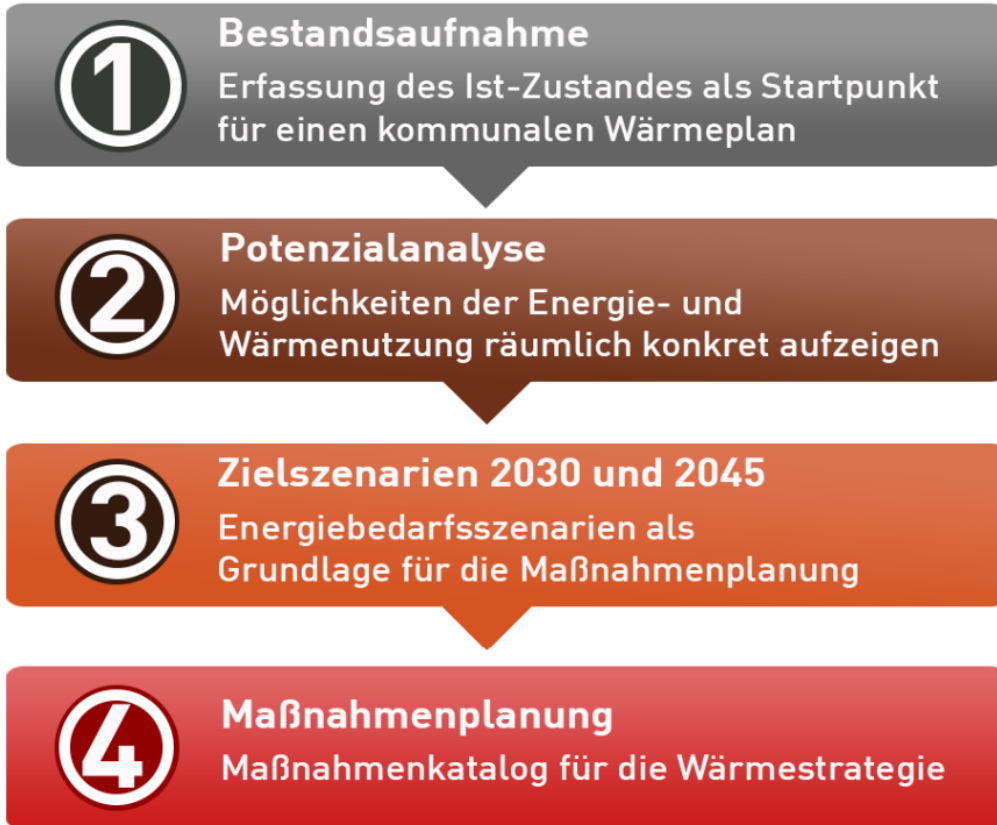 1
Bestandsaufnahme
Erfassung des Ist-Zustandes als Startpunkt
für einen kommunalen Wärmeplan
2
Potenzialanalyse
Möglichkeiten der Energie- und
Wärmenutzung räumlich konkret aufzeigen
3
Zielszenarien 2030 und 2045
Energiebedarfsszenarien als
Grundlage für die Maßnahmenplanung
4
Maßnahmenplanung
Maßnahmenkatalog für die Wärmestrategie